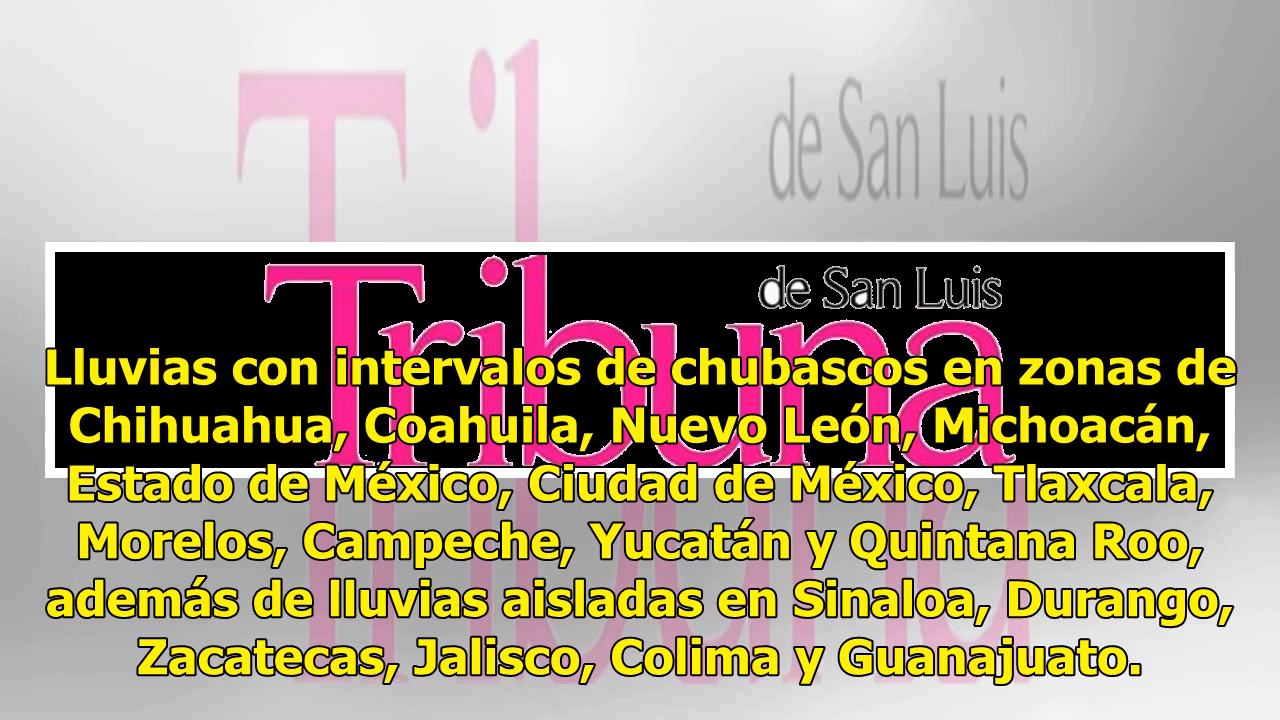 de San Luis
Tribuna
de San Luis
Tribuna
Lluvias con intervalos de chubascos en zonas de
Chihuahua, Coahuila, Nuevo León, Michoacán,
Estado de México, Ciudad de México, Tlaxcala,
Morelos, Campeche, Yucatán y Quintana Roo,
además de lluvias aisladas en Sinaloa, Durango,
Zacatecas, Jalisco, Colima y Guanajuato.